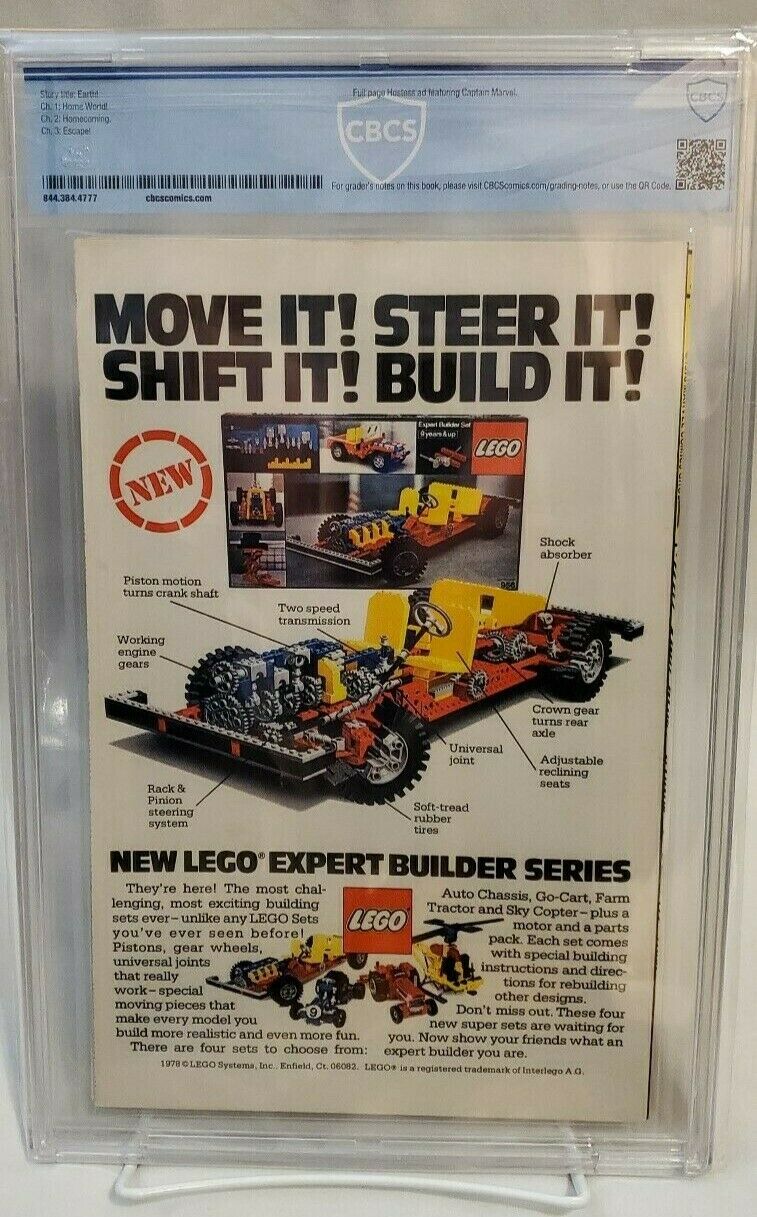 Story title: Earth!
Ch. 1: Home World!
Ch. 2: Homecoming.
Ch. 3: Escape!
Full page Hostess ad featuring Captain Marvel.
CBCS
CBCS
For grader's notes on this book, please visit CBCScomics.com/grading-notes, or use the QR Code.
844.384.4777 cbcscomics.com
MOVE IT! STEER IT!
SHIFT IT! BUILD IT!
NEW
Expert Builder Set
9 years & up
LEGO
956
Shock
absorber
Piston motion
turns crank shaft
Two speed
transmission
Working
engine
gears
Crown gear
turns rear
axle
Universal
joint
Adjustable
reclining
seats
Rack &
Pinion
steering
system
Soft-tread
rubber
tires
NEW LEGO® EXPERT BUILDER SERIES
They're here! The most chal-
lenging, most exciting building
sets ever–unlike any LEGO Sets
you've ever seen before!
Pistons, gear wheels,
universal joints
that really
work–special
moving pieces that
make every model you
build more realistic and even more fun.
There are four sets to choose from:
LEGO
9
Auto Chassis, Go-Cart, Farm
Tractor and Sky Copter–plus a
motor and a parts
pack. Each set comes
with special building
instructions and direc-
tions for rebuilding
other designs.
Don't miss out. These four
new super sets are waiting for
you. Now show your friends what an
expert builder you are.
1978 © LEGO Systems, Inc., Enfield, Ct. 06082. LEGO® is a registered trademark of Interlego A.G.